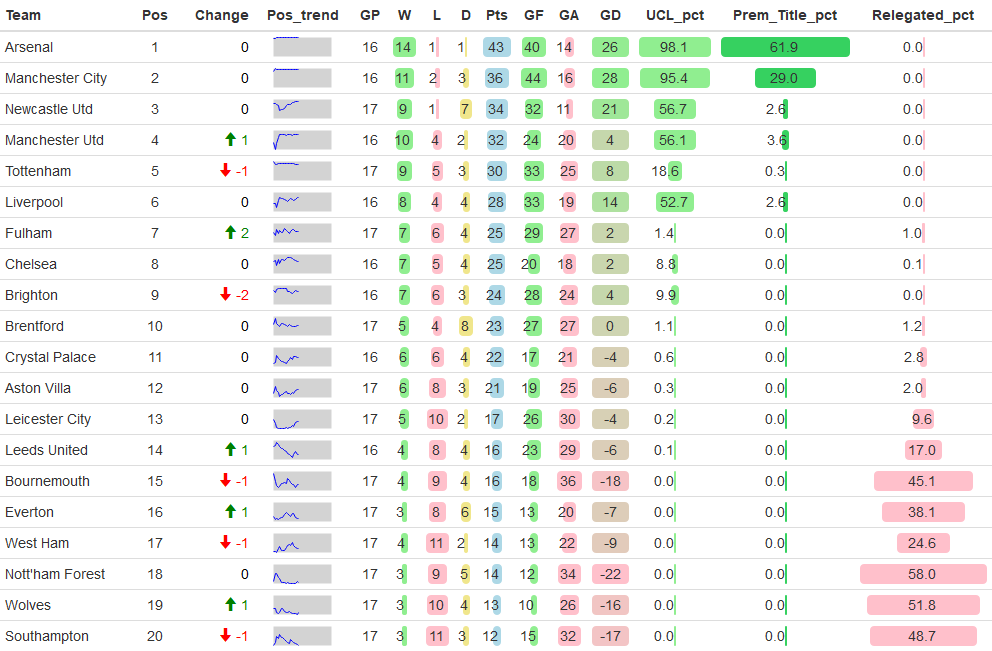 Team Pos Change Pos_trend GP W L D Pts GF GA GD UCL_pct Prem_Title_pct Relegated_pct
Arsenal 1 0 16 14 1 1 43 40 14 26 98.1 61.9 0.0
Manchester City 2 0 16 11 2 3 36 44 16 28 95.4 29.0 0.0
Newcastle Utd 3 0 17 9 1 7 34 32 11 21 56.7 2.6 0.0
Manchester Utd 4 1 16 10 4 2 32 24 20 4 56.1 3.6 0.0
Tottenham 5 -1 17 9 5 3 30 33 25 8 18.6 0.3 0.0
Liverpool 6 0 16 8 4 4 28 33 19 14 52.7 2.6 0.0
Fulham 7 2 17 7 6 4 25 29 27 2 1.4 0.0 1.0
Chelsea 8 0 16 7 5 4 25 20 18 2 8.8 0.0 0.1
Brighton 9 -2 16 7 6 3 24 28 24 4 9.9 0.0 0.0
Brentford 10 0 17 5 4 8 23 27 27 0 1.1 0.0 1.2
Crystal Palace 11 0 16 6 6 4 22 17 21 -4 0.6 0.0 2.8
Aston Villa 12 0 17 6 8 3 21 19 25 -6 0.3 0.0 2.0
Leicester City 13 0 17 5 10 2 17 26 30 -4 0.2 0.0 9.6
Leeds United 14 1 16 4 8 4 16 23 29 -6 0.1 0.0 17.0
Bournemouth 15 -1 17 4 9 4 16 18 36 -18 0.0 0.0 45.1
Everton 16 1 17 3 8 6 15 13 20 -7 0.0 0.0 38.1
West Ham 17 -1 17 4 11 2 14 13 22 -9 0.0 0.0 24.6
Nott'ham Forest 18 0 17 3 9 5 14 12 34 -22 0.0 0.0 58.0
Wolves 19 1 17 3 10 4 13 10 26 -16 0.0 0.0 51.8
Southampton 20 -1 17 3 11 3 12 15 32 -17 0.0 0.0 48.7